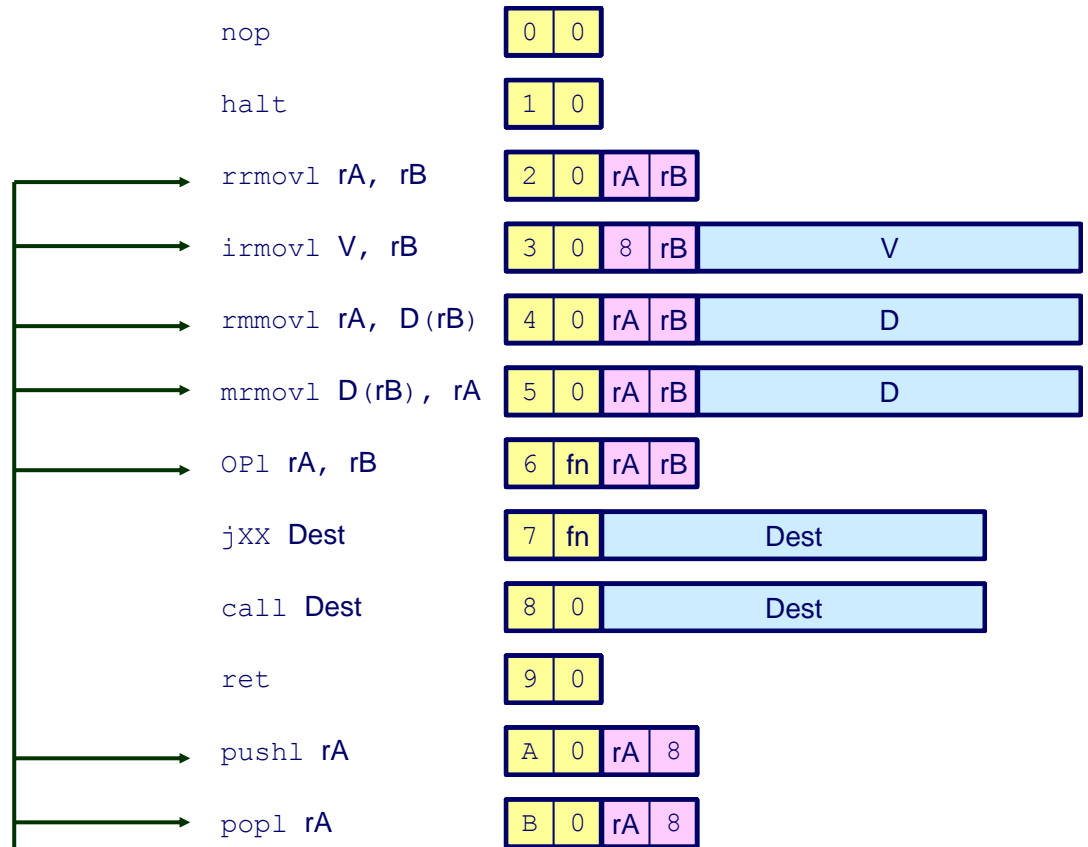 nop 0 0
halt 1 0
rrmovl rA, rB 2 0 rA rB
irmovl V, rB 3 0 8 rB V
rmmovl rA, D(rB) 4 0 rA rB D
mrmovl D(rB), rA 5 0 rA rB D
OPl rA, rB 6 fn rA rB
jXX Dest 7 fn Dest
call Dest 8 0 Dest
ret 9 0
pushl rA A 0 rA 8
popl rA B 0 rA 8